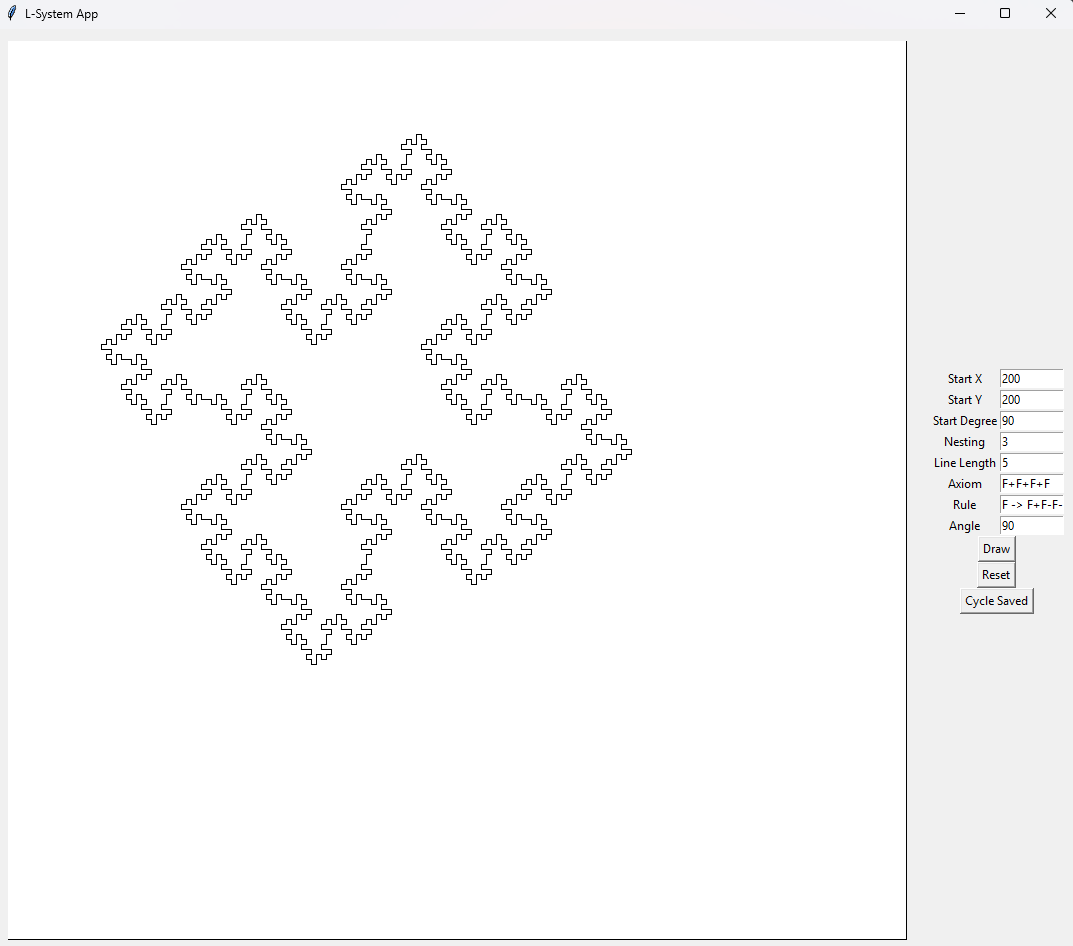 L-System App
Start X 200
Start Y 200
Start Degree 90
Nesting 3
Line Length 5
Axiom F+F+F+F
Rule F -> F+F-F-
Angle 90
Draw
Reset
Cycle Saved